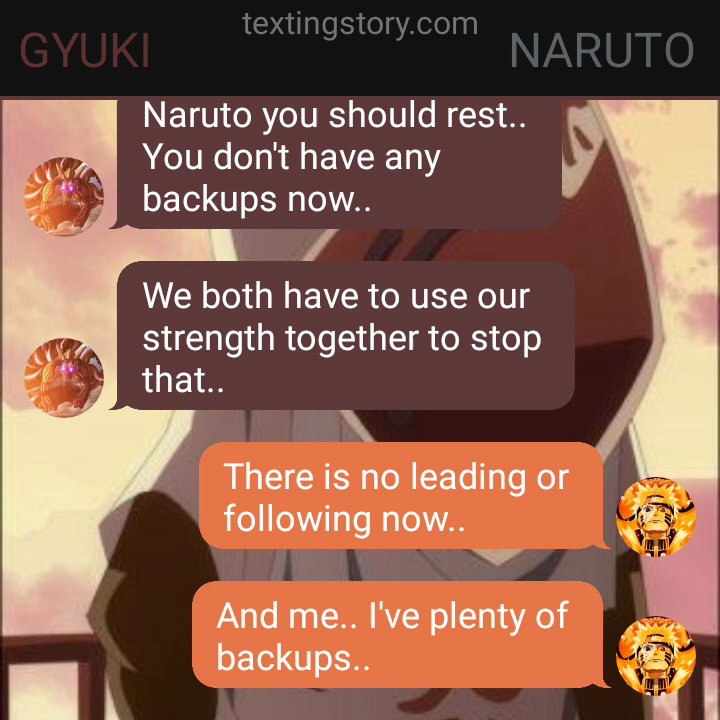 textingstory.com
GYUKI
NARUTO
Naruto you should rest..
You don't have any
backups now..
We both have to use our
strength together to stop
that..
There is no leading or
following now..
And me.. I've plenty of
backups..